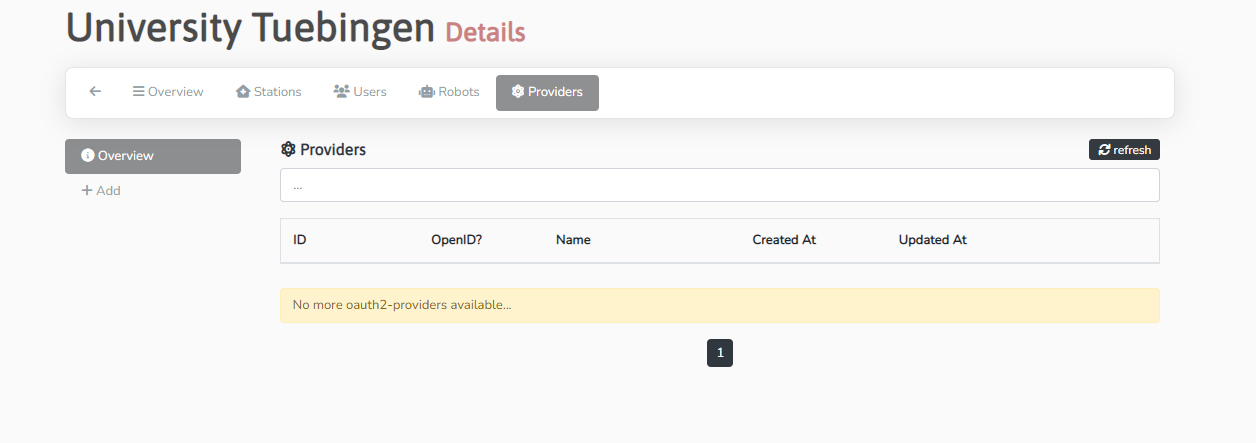 University Tuebingen Details
Overview Stations Users Robots Providers
Overview
Add
Providers refresh
...
ID OpenID? Name Created At Updated At
No more oauth2-providers available...
1